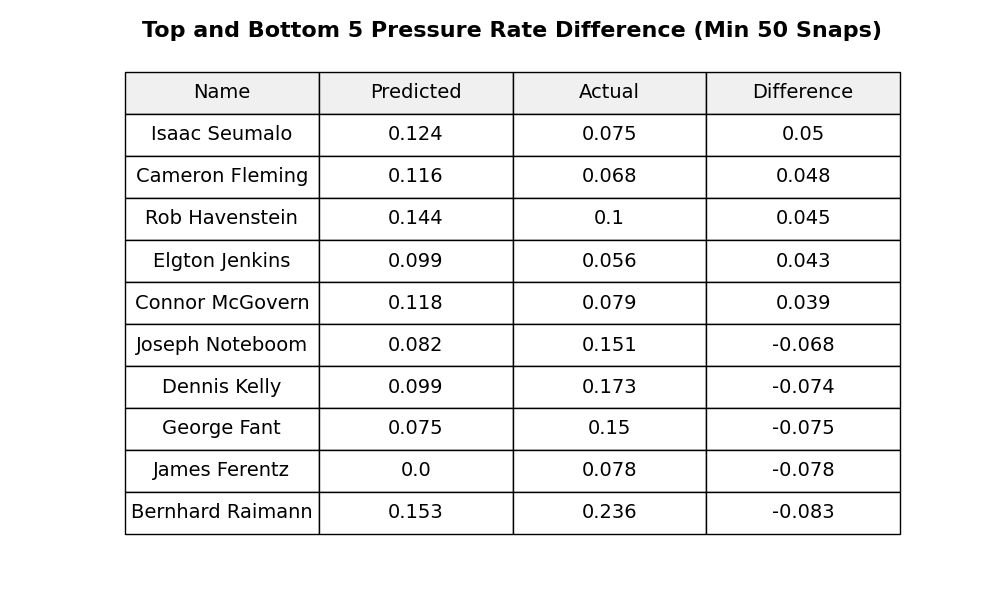 Top and Bottom 5 Pressure Rate Difference (Min 50 Snaps)
Name Predicted Actual Difference
Isaac Seumalo 0.124 0.075 0.05
Cameron Fleming 0.116 0.068 0.048
Rob Havenstein 0.144 0.1 0.045
Elgton Jenkins 0.099 0.056 0.043
Connor McGovern 0.118 0.079 0.039
Joseph Noteboom 0.082 0.151 -0.068
Dennis Kelly 0.099 0.173 -0.074
George Fant 0.075 0.15 -0.075
James Ferentz 0.0 0.078 -0.078
Bernhard Raimann 0.153 0.236 -0.083